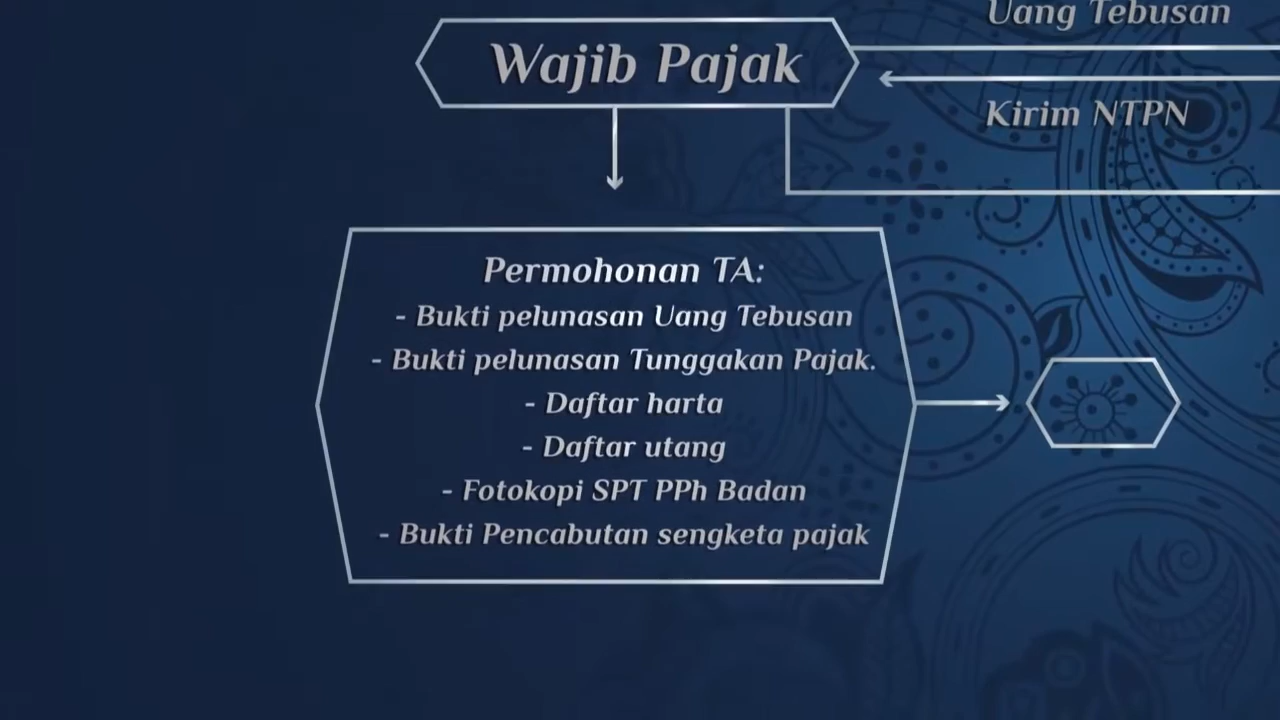 Uang Tebusan
Wajib Pajak
Kirim NTPN
Permohonan TA:
- Bukti pelunasan Uang Tebusan
- Bukti pelunasan Tunggakan Pajak.
- Daftar harta
- Daftar utang
- Fotokopi SPT PPh Badan
- Bukti Pencabutan sengketa pajak